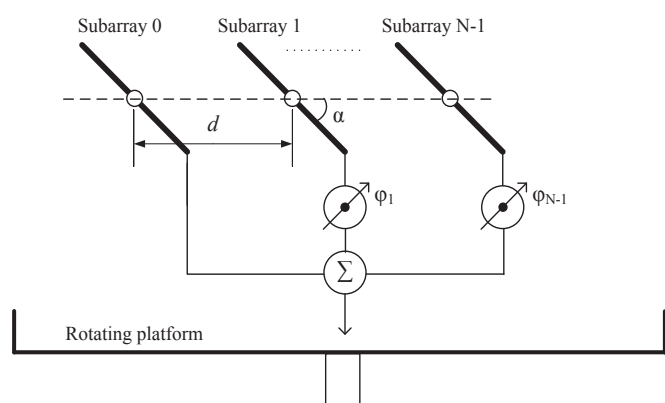 Subarray 0 Subarray 1 Subarray N-1
α
d
φ1
φN-1
Σ
Rotating platform